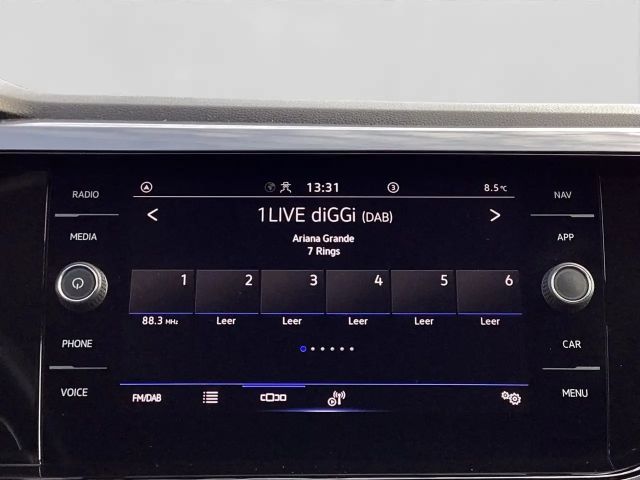 RADIO
MEDIA
PHONE
VOICE
A 13:31 3 8.5°C
< 1LIVE diGGi (DAB) >
Ariana Grande
7 Rings
1 2 3 4 5 6
88.3 MHz Leer Leer Leer Leer Leer
FM/DAB
NAV
APP
CAR
MENU